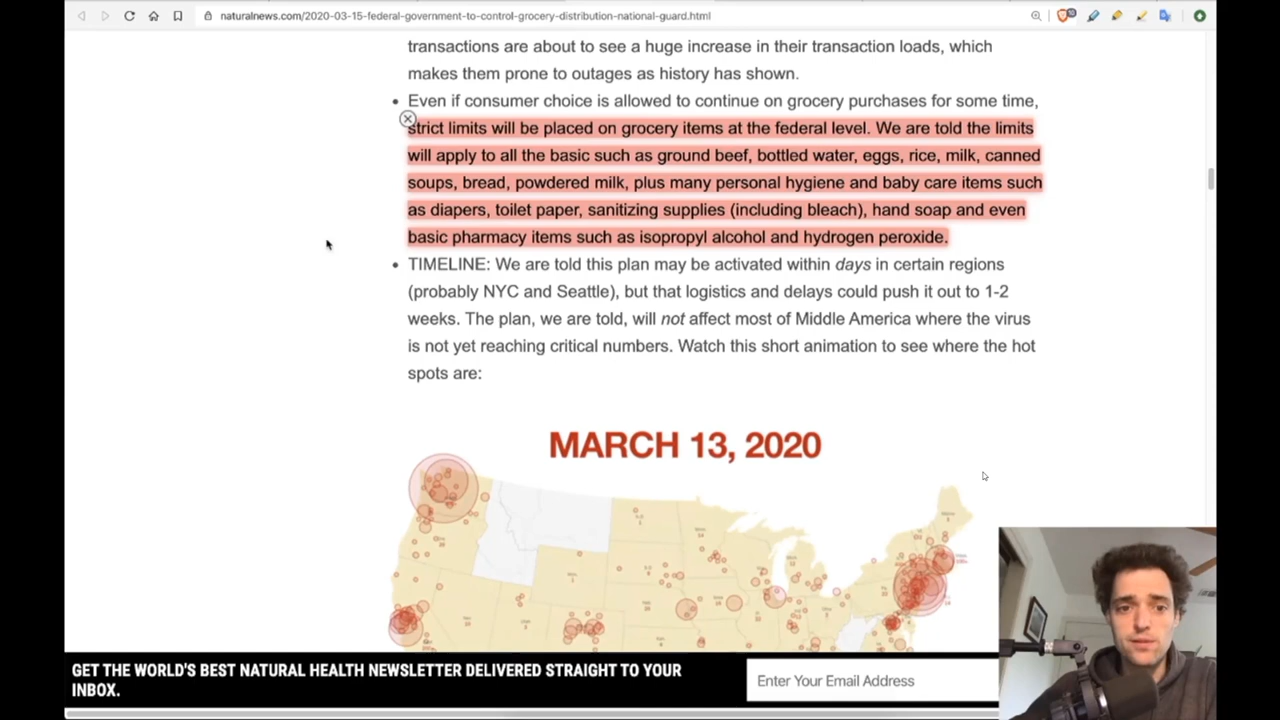 naturalnews.com/2020-03-15-federal-government-to-control-grocery-distribution-national-guard.html
transactions are about to see a huge increase in their transaction loads, which
makes them prone to outages as history has shown.
• Even if consumer choice is allowed to continue on grocery purchases for some time,
strict limits will be placed on grocery items at the federal level. We are told the limits
will apply to all the basic such as ground beef, bottled water, eggs, rice, milk, canned
soups, bread, powdered milk, plus many personal hygiene and baby care items such
as diapers, toilet paper, sanitizing supplies (including bleach), hand soap and even
basic pharmacy items such as isopropyl alcohol and hydrogen peroxide.
• TIMELINE: We are told this plan may be activated within days in certain regions
(probably NYC and Seattle), but that logistics and delays could push it out to 1-2
weeks. The plan, we are told, will not affect most of Middle America where the virus
is not yet reaching critical numbers. Watch this short animation to see where the hot
spots are:
MARCH 13, 2020
GET THE WORLD'S BEST NATURAL HEALTH NEWSLETTER DELIVERED STRAIGHT TO YOUR
INBOX.
Enter Your Email Address